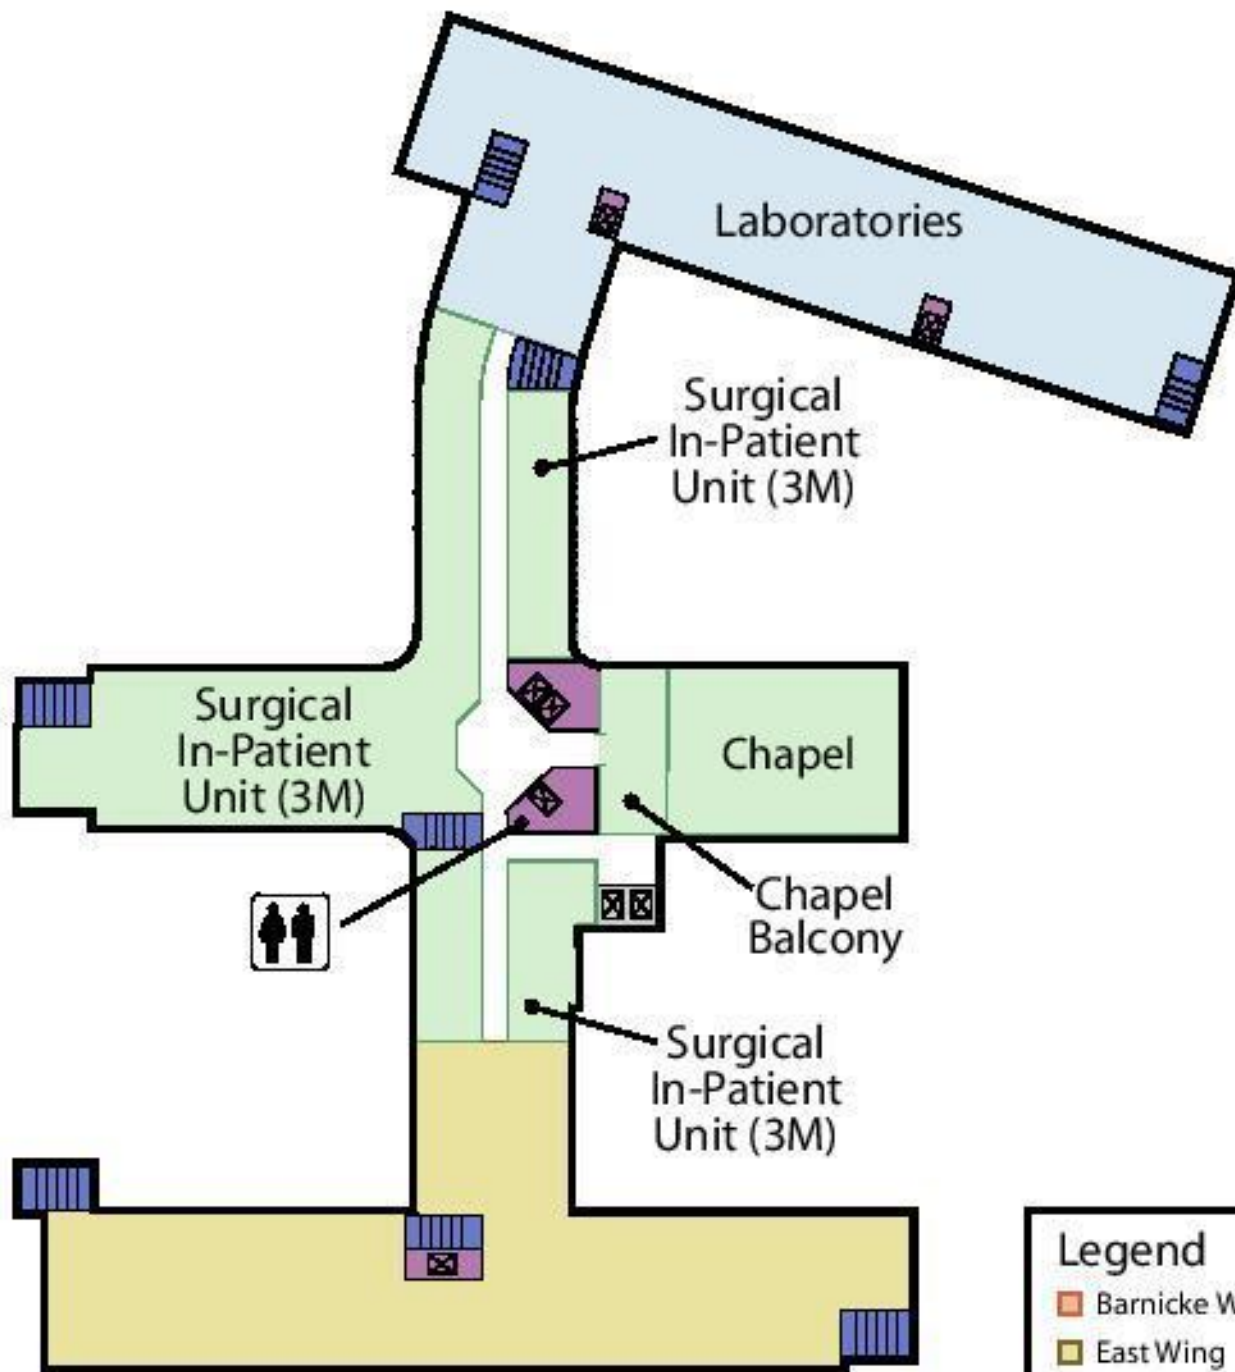 Laboratories
Surgical
In-Patient
Unit (3M)
Surgical
In-Patient
Unit (3M)
Chapel
Chapel
Balcony
Surgical
In-Patient
Unit (3M)
Legend
Barnicke W
East Wing